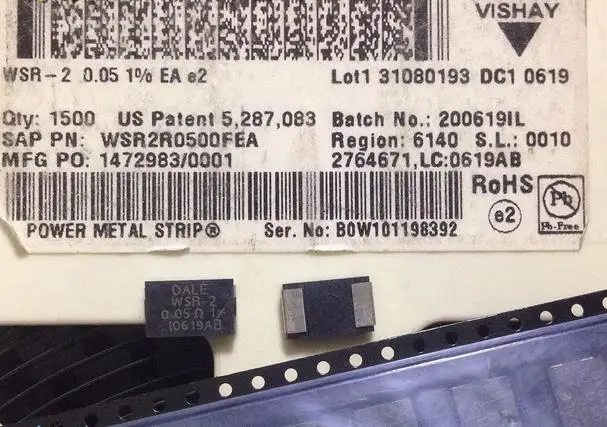 VISHAY
WSR-2 0.05 1% EA e2
Lot1 31080193 DC1 0619
Qty: 1500 US Patent 5,287,083 Batch No.: 200619IL
SAP PN: WSR2R0500FEA Region: 6140 S.L.: 0010
MFG PO: 1472983/0001 2764671,LC:0619AB
RoHS
e2
Pb
Pb-Free
POWER METAL STRIP® Ser. No: B0W101198392
DALE
WSR-2
0.05 Ω 1%
10619AB